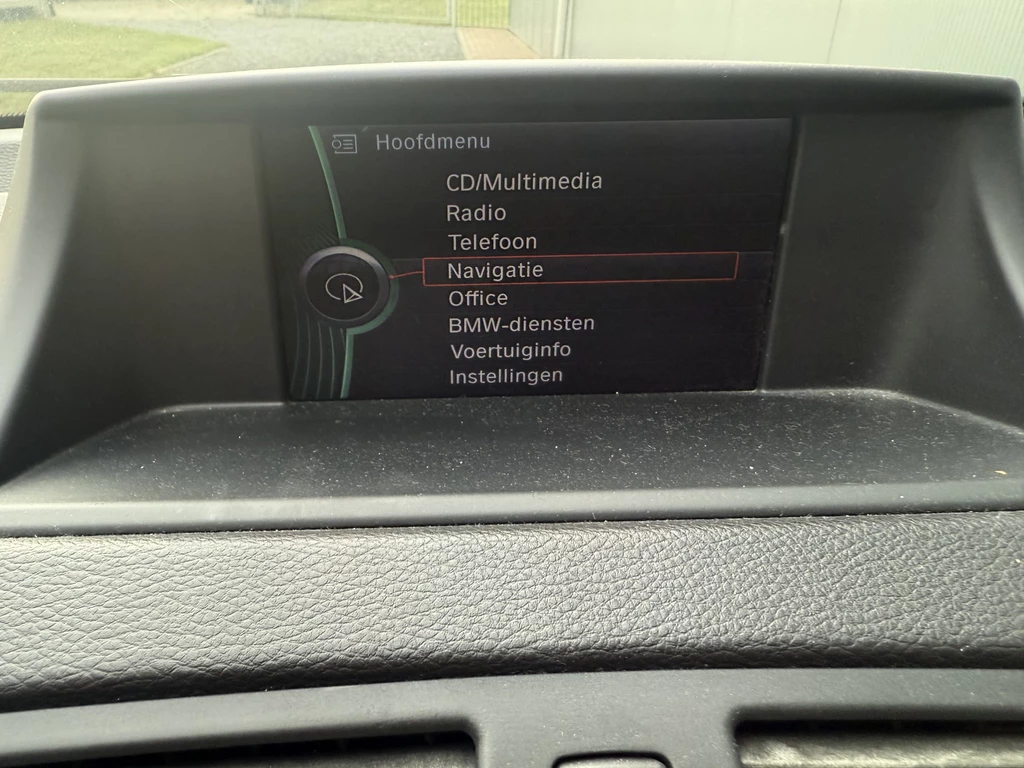 Hoofdmenu
CD/Multimedia
Radio
Telefoon
Navigatie
Office
BMW-diensten
Voertuiginfo
Instellingen